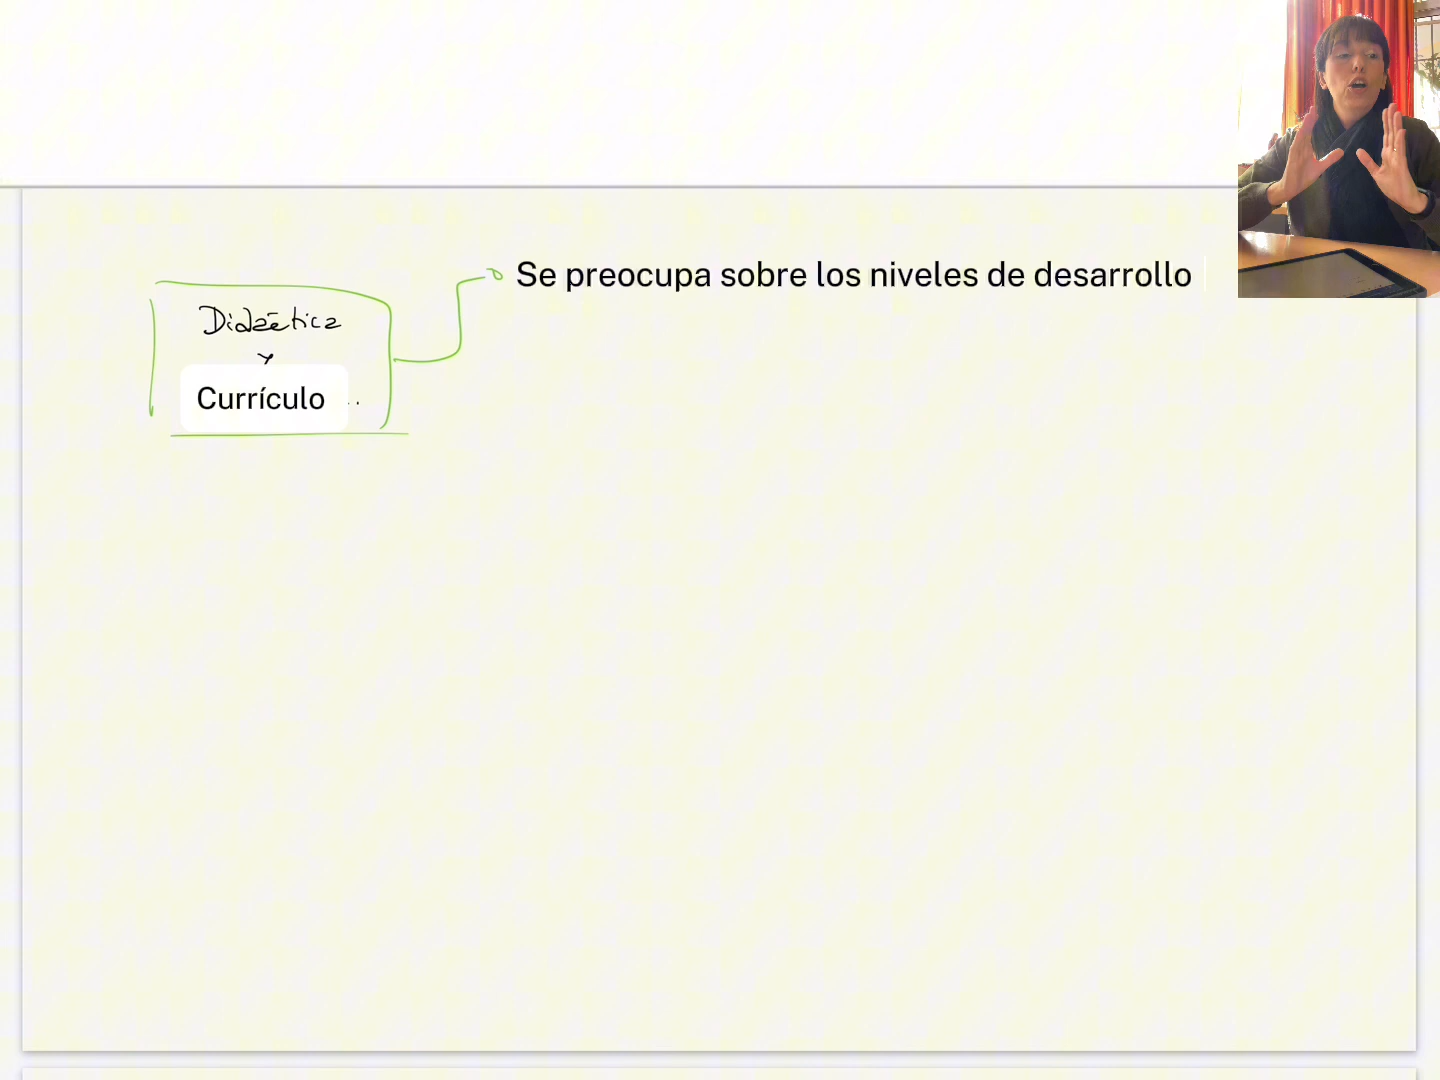 Se preocupa sobre los niveles de desarrollo
Didáctica
y
Currículo ..